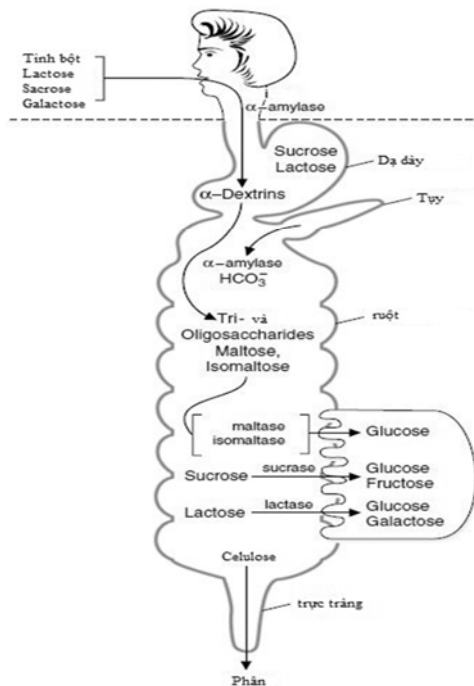 Tinh bột
Lactose
Sacrose
Galactose
α-amylase
Sucrose
Lactose
Dạ dày
α-Dextrins
Tụy
α-amylase
HCO₃⁻
Tri- và
Oligosaccharides
Maltose,
Isomaltose
ruột
maltase
isomaltase
Glucose
Sucrose
sucrase
Glucose
Fructose
Lactose
lactase
Glucose
Galactose
Celulose
trực tràng
Phân